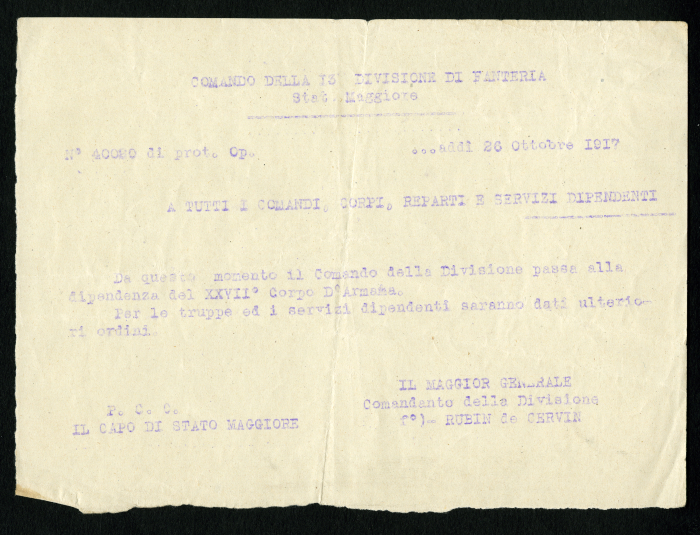 COMANDO DELLA 13 DIVISIONE DI FANTERIA
Stat Maggiore
N° 40020 di prot. Op. ...addì 26 Ottobre 1917
A TUTTI I COMANDI, CORPI, REPARTI E SERVIZI DIPENDENTI
Da questo momento il Comando della Divisione passa alla
dipendenza del XXVII° Corpo D'Armata.
Per le truppe ed i servizi dipendenti saranno dati ulterio-
ri ordini.
IL MAGGIOR GENERALE
Comandante della Divisione
f°)- RUBIN de CERVIN
P. C. C.
IL CAPO DI STATO MAGGIORE